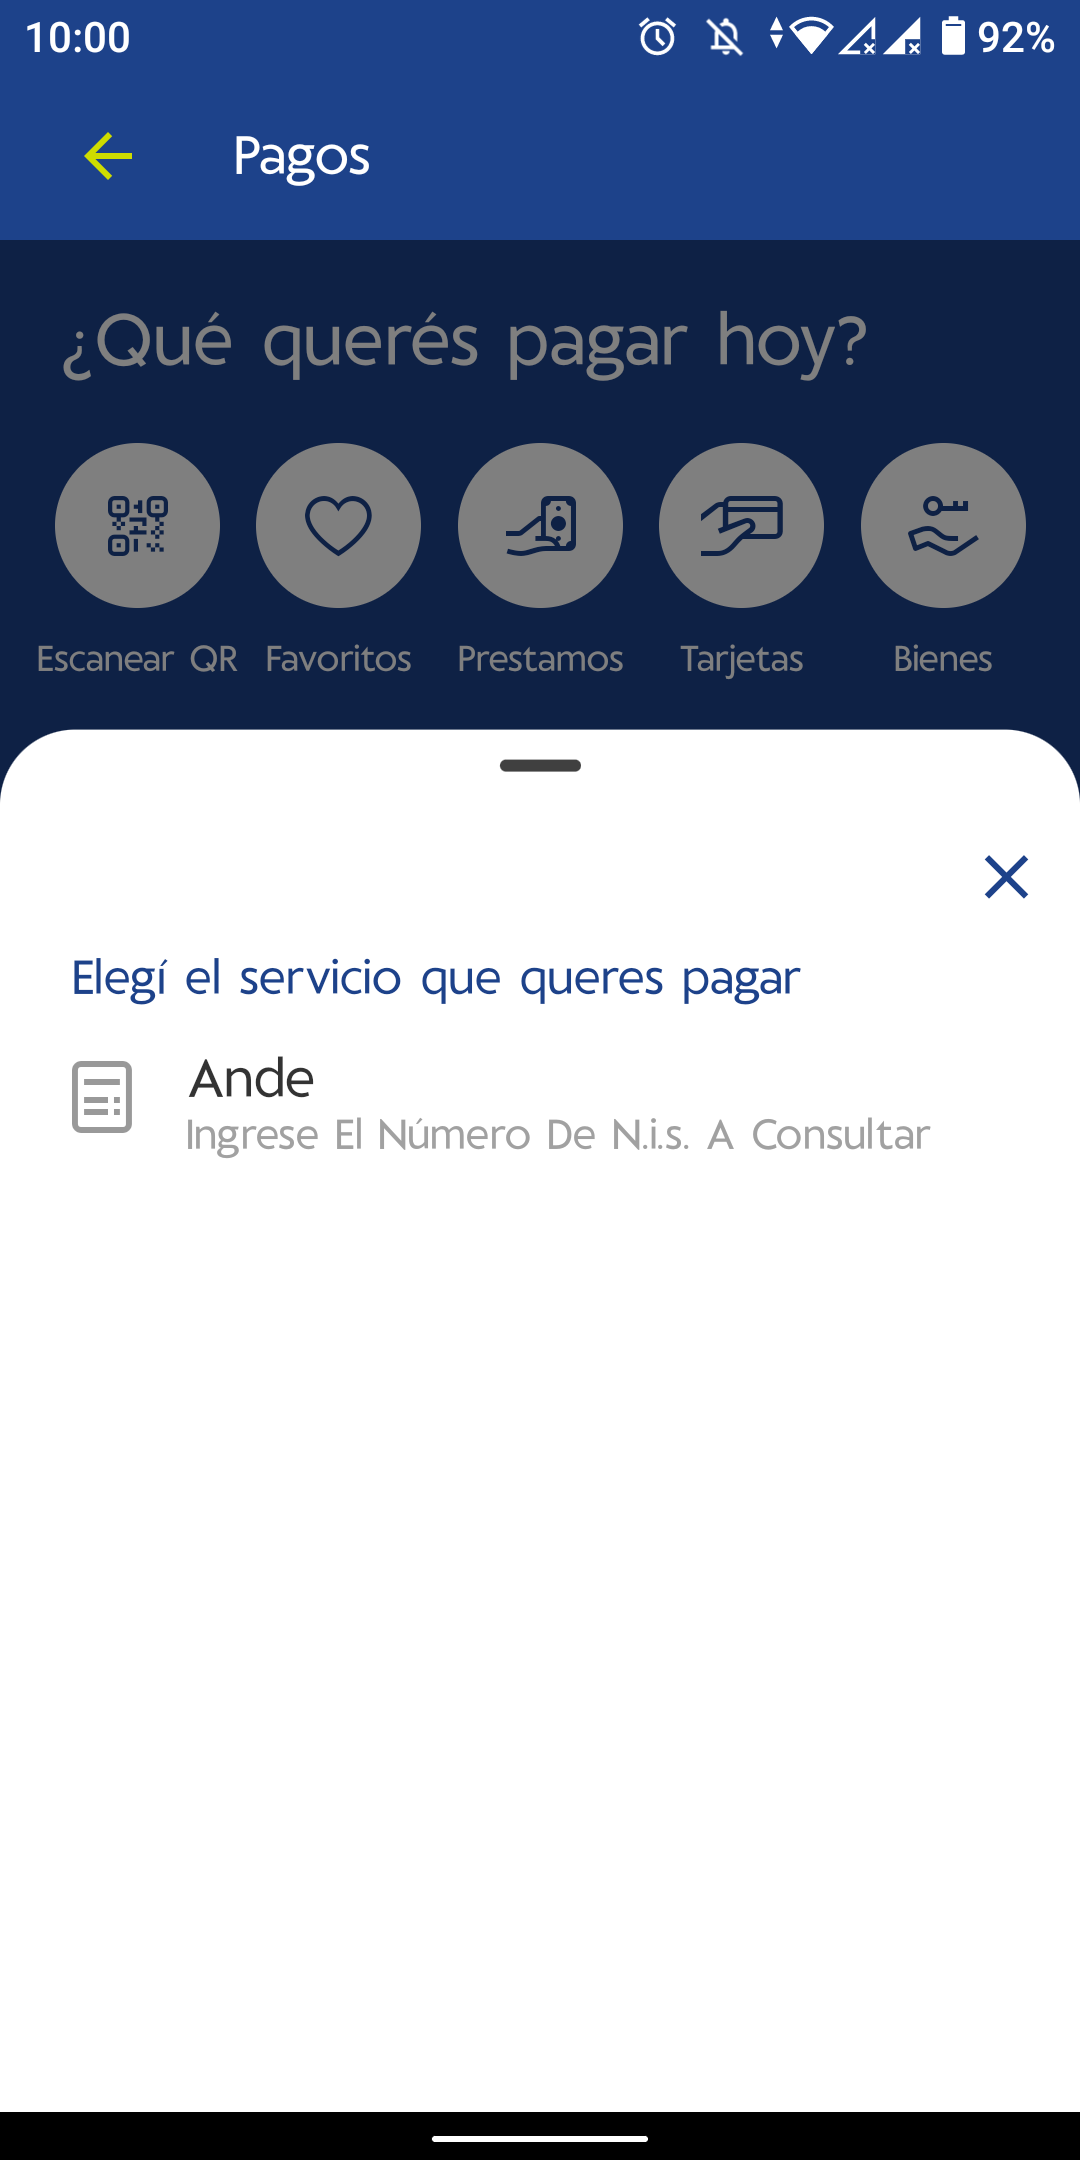 10:00
92%
Pagos
¿Qué querés pagar hoy?
Escanear QR
Favoritos
Prestamos
Tarjetas
Bienes
Elegí el servicio que queres pagar
Ande
Ingrese El Número De N.i.s. A Consultar